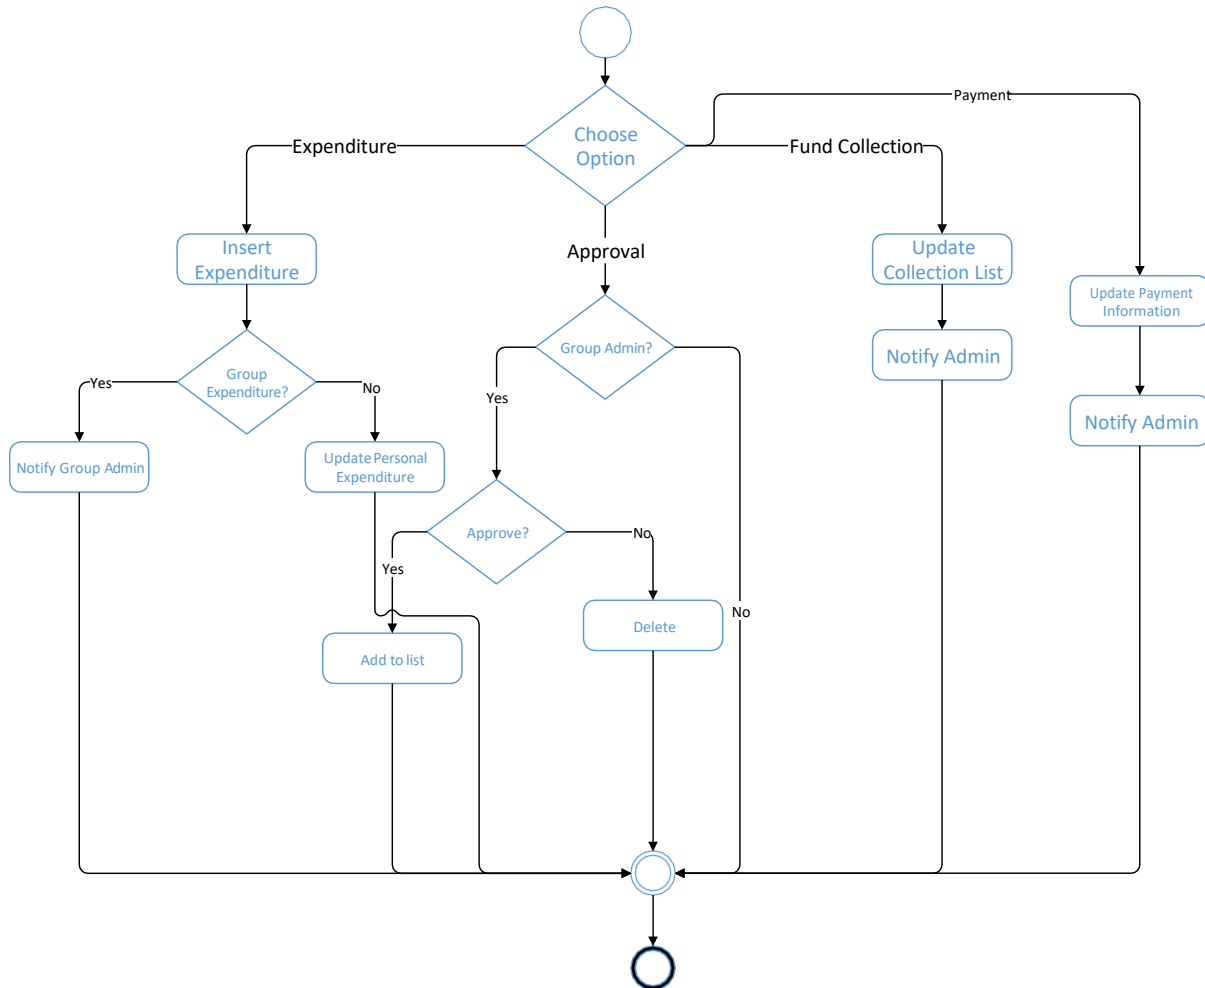 Payment
Choose
Option
Expenditure
Fund Collection
Insert
Expenditure
Approval
Update
Collection List
Update Payment
Information
Group Admin?
Notify Admin
Group
Expenditure?
Yes
No
Yes
Notify Admin
Notify Group Admin
Update Personal
Expenditure
Approve?
No
Yes
No
Delete
Add to list